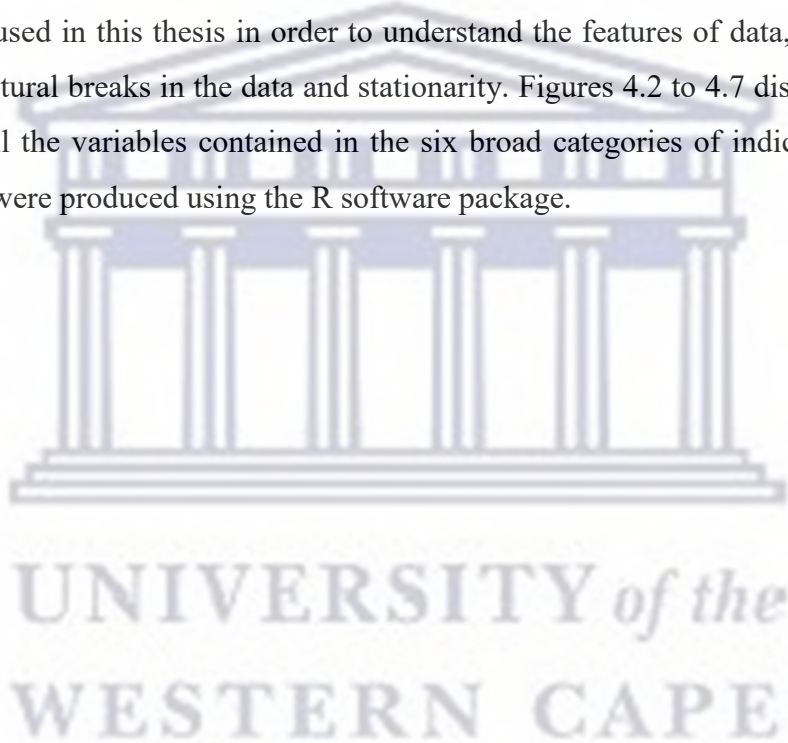 used in this thesis in order to understand the features of data,
tural breaks in the data and stationarity. Figures 4.2 to 4.7 dis
l the variables contained in the six broad categories of indic
were produced using the R software package.
UNIVERSITY of the
WESTERN CAPE